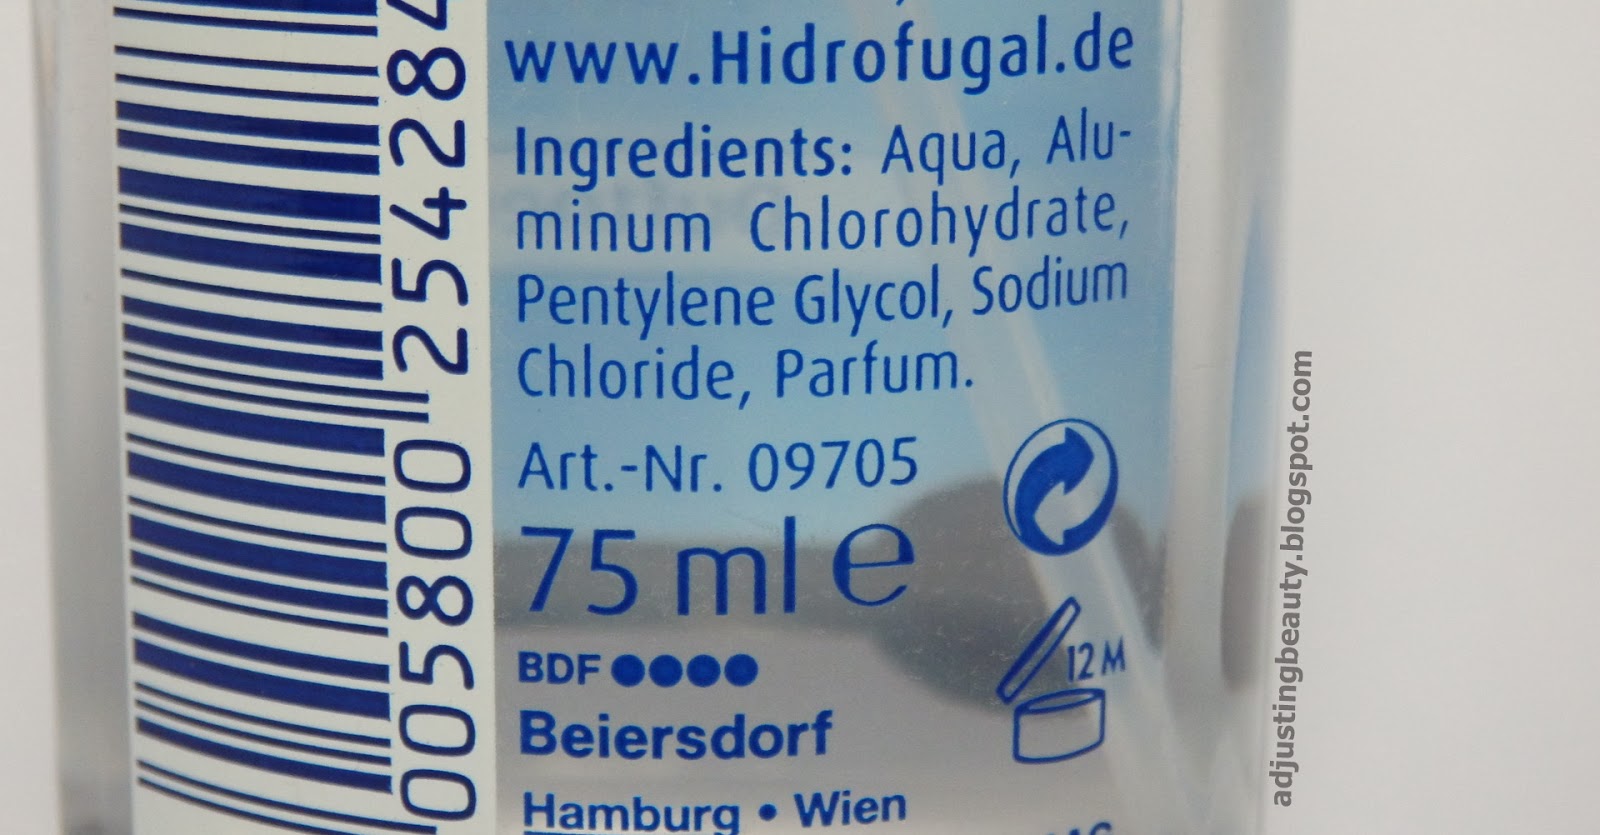 www.Hidrofugal.de
Ingredients: Aqua, Alu-
minum Chlorohydrate,
Pentylene Glycol, Sodium
Chloride, Parfum.
Art.-Nr. 09705
75 ml e
12 M
BDF ●●●●
Beiersdorf
Hamburg • Wien
005800 254284
adjustingbeauty.blogspot.com